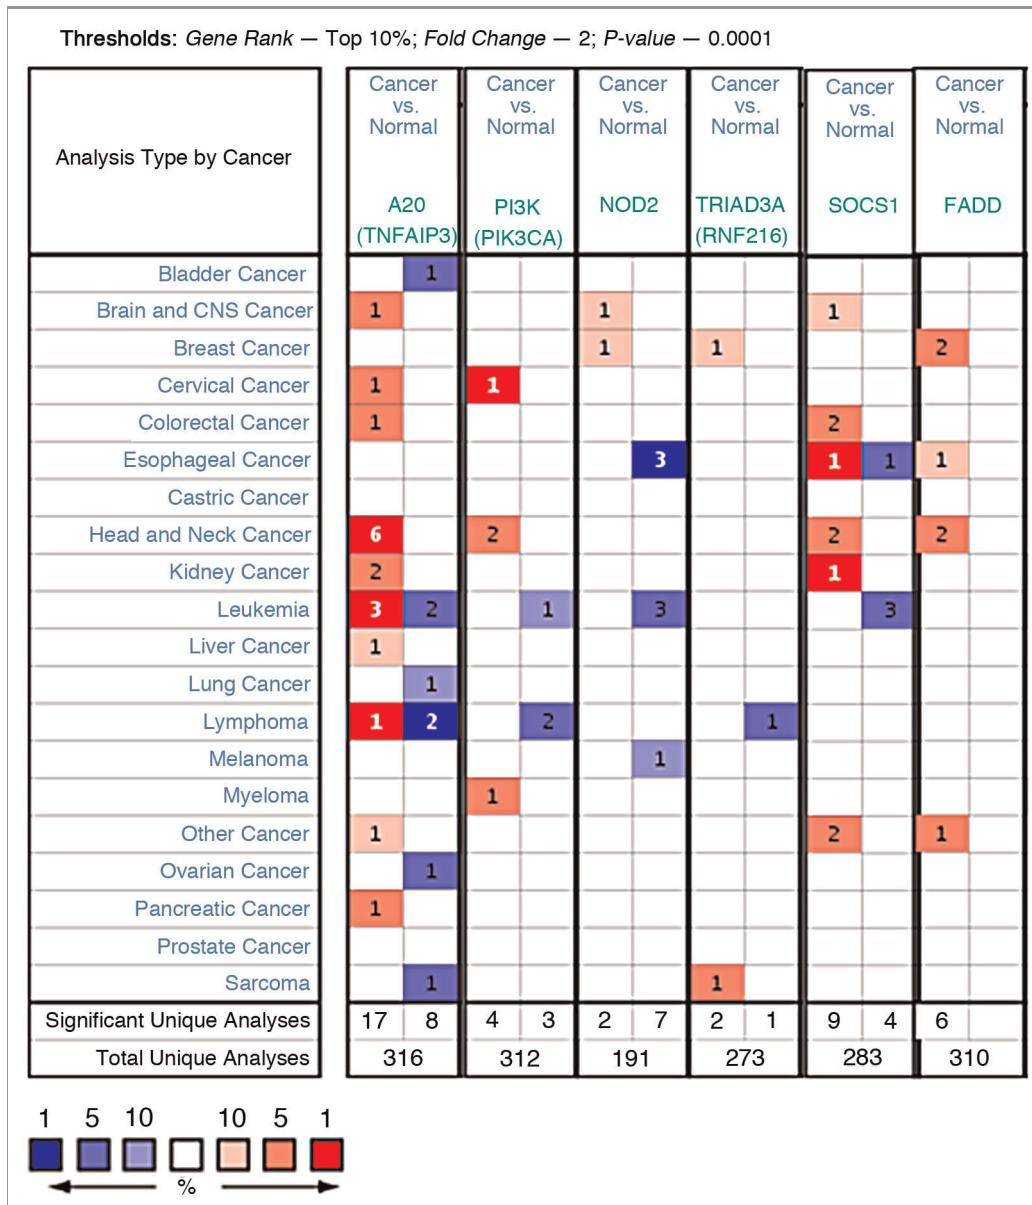 Thresholds: Gene Rank — Top 10%; Fold Change — 2; P-value — 0.0001
Analysis Type by Cancer
Cancer vs. Normal A20 (TNFAIP3)
Cancer vs. Normal PI3K (PIK3CA)
Cancer vs. Normal NOD2
Cancer vs. Normal TRIAD3A (RNF216)
Cancer vs. Normal SOCS1
Cancer vs. Normal FADD
Bladder Cancer 1
Brain and CNS Cancer 1 1 1
Breast Cancer 1 1 2
Cervical Cancer 1 1
Colorectal Cancer 1 2
Esophageal Cancer 3 1 1 1
Castric Cancer
Head and Neck Cancer 6 2 2 2
Kidney Cancer 2 1
Leukemia 3 2 1 3 3
Liver Cancer 1
Lung Cancer 1
Lymphoma 1 2 2 1
Melanoma 1
Myeloma 1
Other Cancer 1 2 1
Ovarian Cancer 1
Pancreatic Cancer 1
Prostate Cancer
Sarcoma 1 1
Significant Unique Analyses 17 8 4 3 2 7 2 1 9 4 6
Total Unique Analyses 316 312 191 273 283 310
1 5 10 10 5 1
%